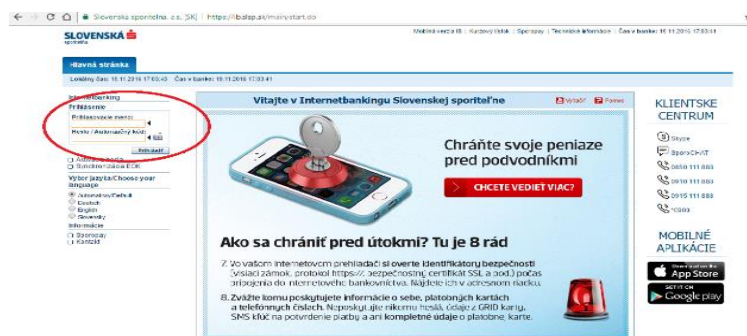 Slovenská sporiteľňa, a.s. [SK] | https://ib.slsp.sk/main/start.do
Mobilná verzia IB | Kurzový lístok | Sporopay | Technické informácie | Čas v banke: 19.11.2016 17:03:41
SLOVENSKÁ
sporiteľňa
Hlavná stránka
Lokálny čas: 19.11.2016 17:03:43 Čas v banke: 19.11.2016 17:03:41
Internetbanking
Prihlásenie
Prihlasovacie meno:
Heslo / Autorizačný kód:
Prihlásiť
Výber jazyka/Choose your
language
Automatický/Default
Deutsch
English
Slovensky
Informácie
Sporopay
Kontakt
Vitajte v Internetbankingu Slovenskej sporiteľne
Vytlačiť Pomoc
Chráňte svoje peniaze
pred podvodníkmi
CHCETE VEDIEŤ VIAC?
Ako sa chrániť pred útokmi? Tu je 8 rád
7. Vo vašom internetovom prehliadači si overte identifikátory bezpečnosti
(visiaci zámok, protokol https://, bezpečnostný certifikát SSL a pod.) počas
pripojenia do internetového bankovníctva. Nájdete ich v adresnom riadku.
8. Zvážte komu poskytujete informácie o sebe, platobných kartách
a telefónnych číslach. Neposkytujte nikomu heslá, údaje z GRID karty,
SMS kľúč na potvrdenie platby a ani kompletné údaje o platobnej karte.
KLIENTSKE
CENTRUM
Skype
SporoCHAT
0850 111 888
0910 111 888
0915 111 888
*0900
MOBILNÉ
APLIKÁCIE
App Store
GET IT ON
Google play